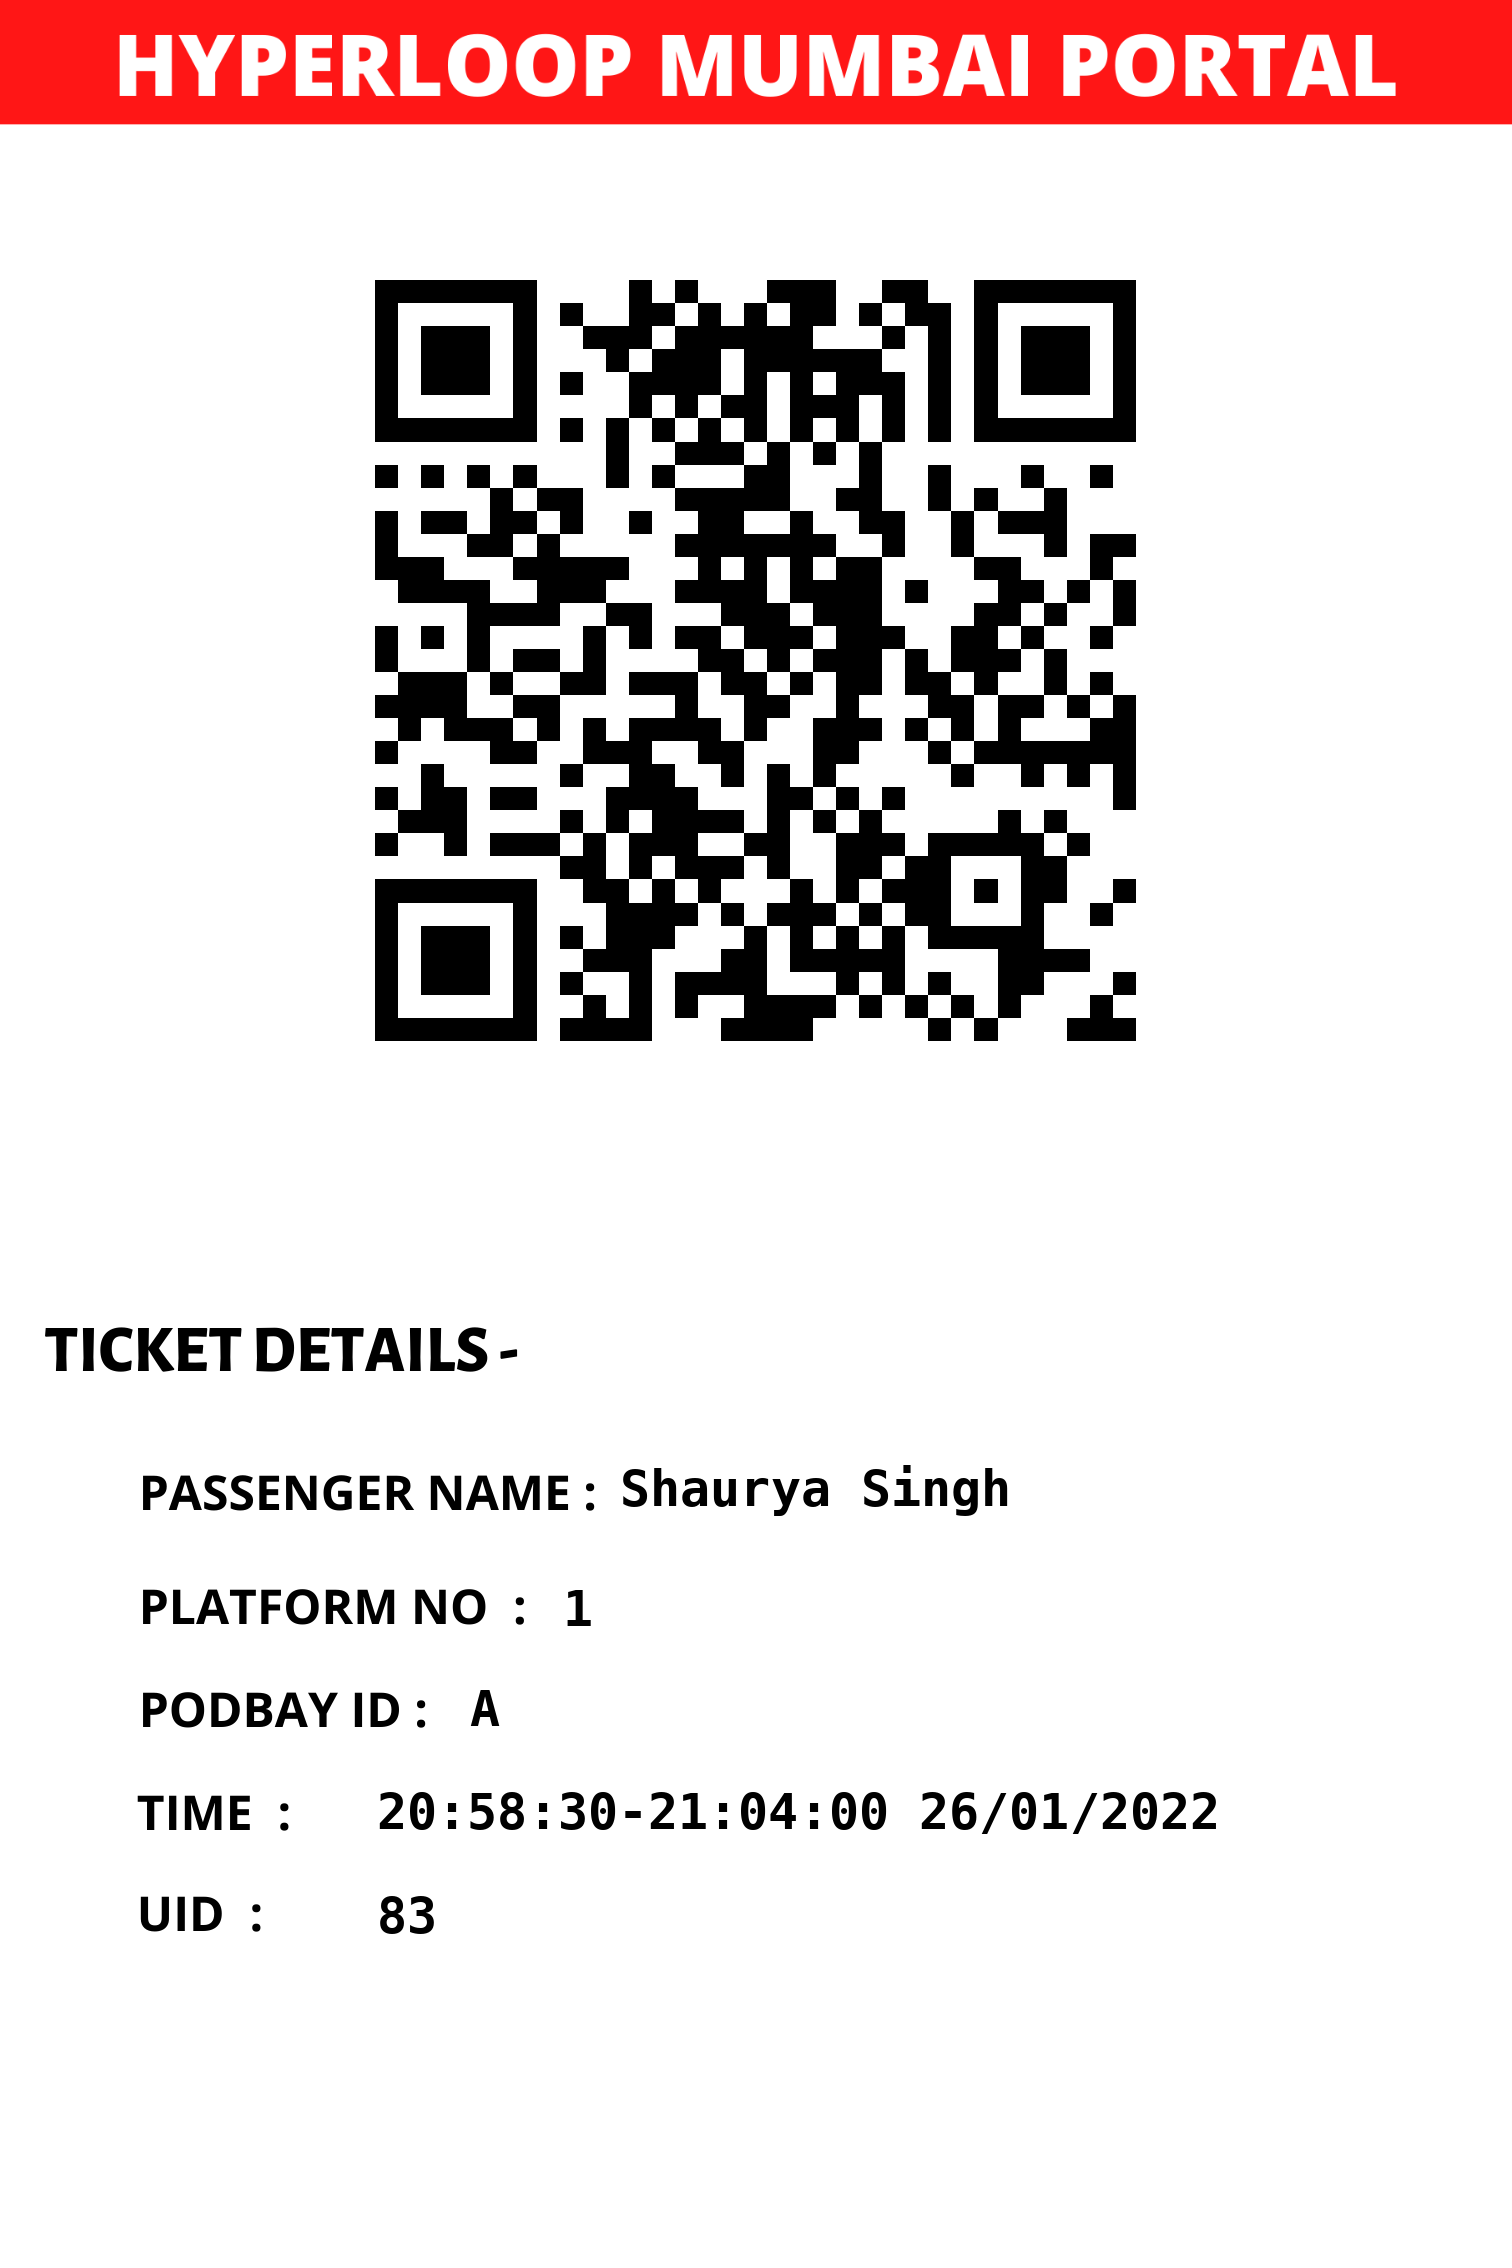 HYPERLOOP MUMBAI PORTAL
TICKET DETAILS -
PASSENGER NAME : Shaurya Singh
PLATFORM NO : 1
PODBAY ID : A
TIME : 20:58:30-21:04:00 26/01/2022
UID : 83